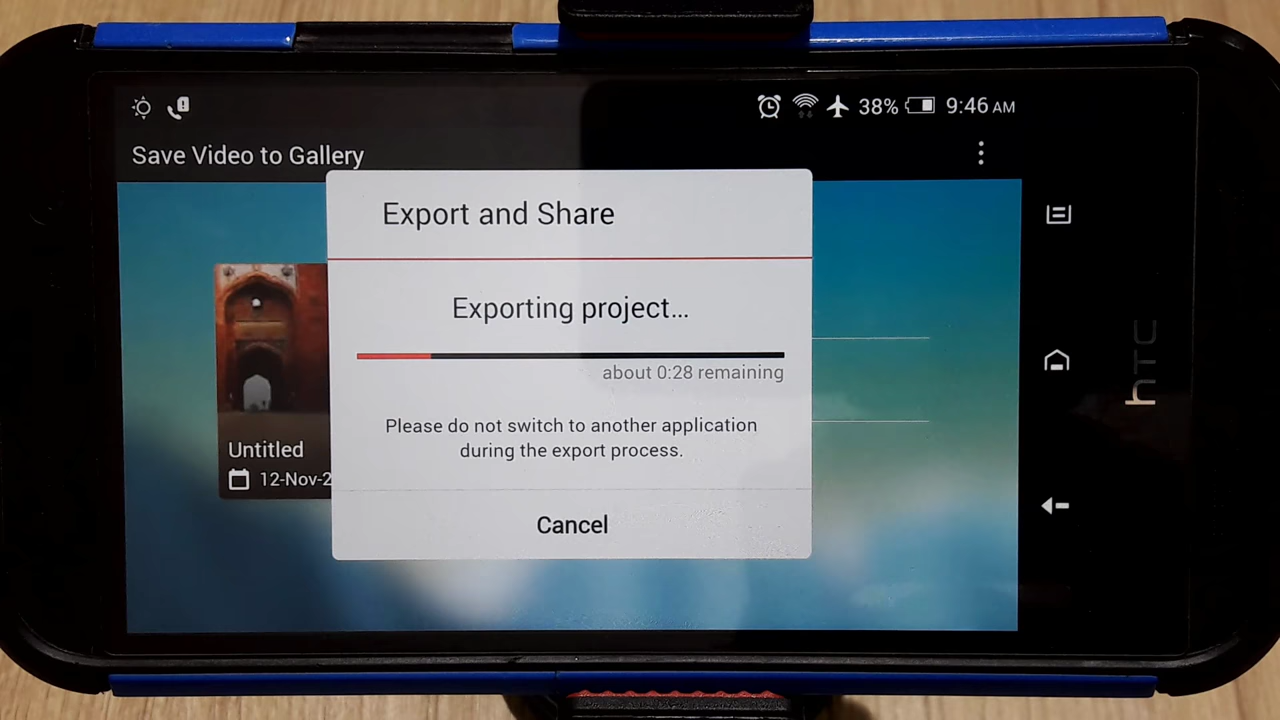 38% 9:46 AM
Save Video to Gallery
Export and Share
Exporting project...
about 0:28 remaining
Please do not switch to another application
during the export process.
Cancel
Untitled
12-Nov-2
hTC